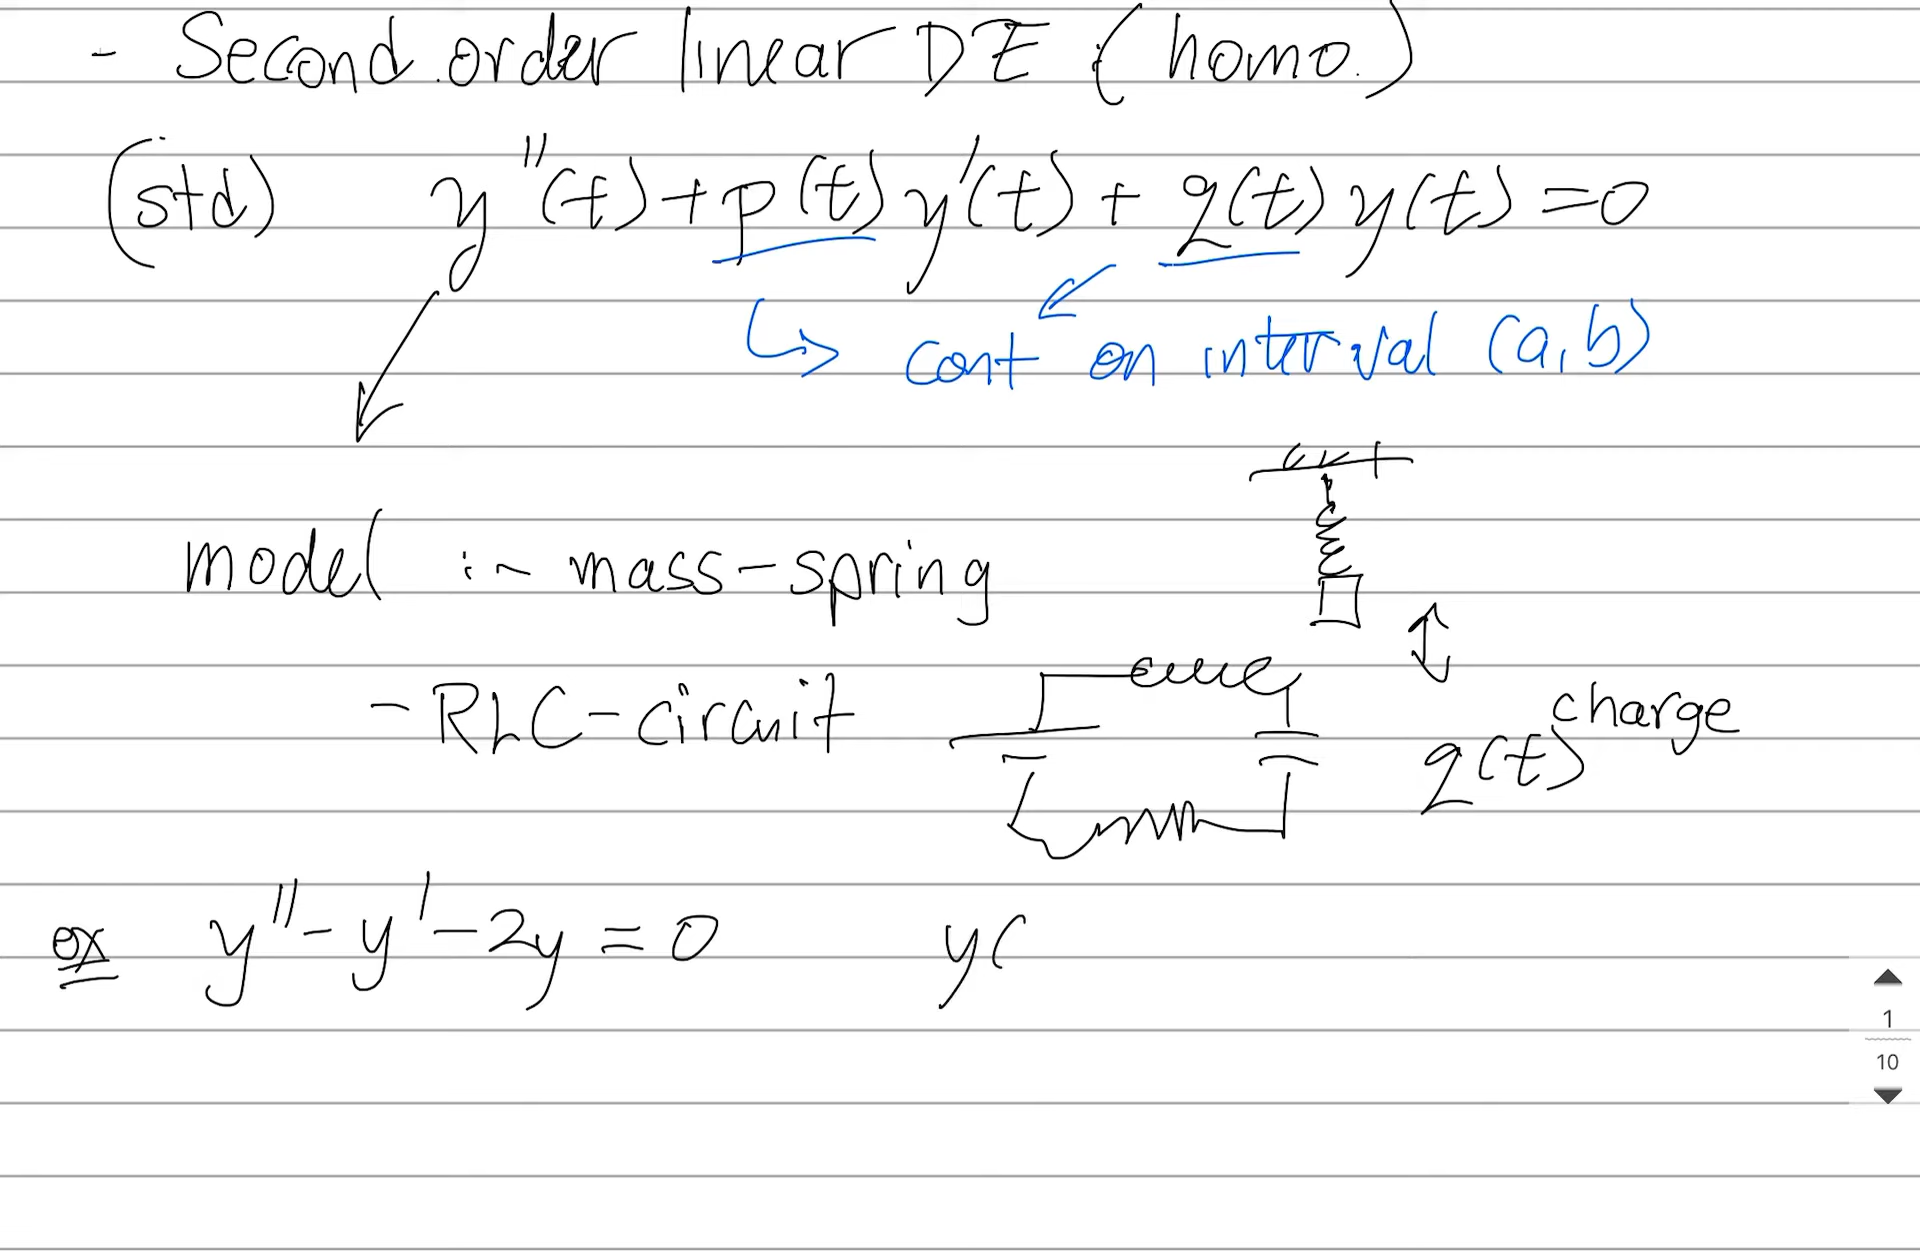 - Second order linear DE (homo.)
(std) y''(t) + p(t) y'(t) + q(t) y(t) = 0
↳ cont on interval (a,b)
model :- mass-spring
- RLC-circuit
charge
q(t)
ex y'' - y' - 2y = 0 y(
1
10